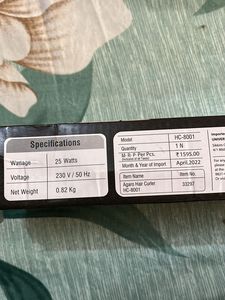 Specifications
Wattage 25 Watts
Voltage 230 V / 50 Hz
Net Weight 0.82 Kg
Model HC-8001
Quantity 1 N
M. R. P. Per Pcs. ₹1595.00
Month & Year of Import April,2022
Item Name Item No.
Agaro Hair Curler 33297
HC-8001
Importe
UNIVER